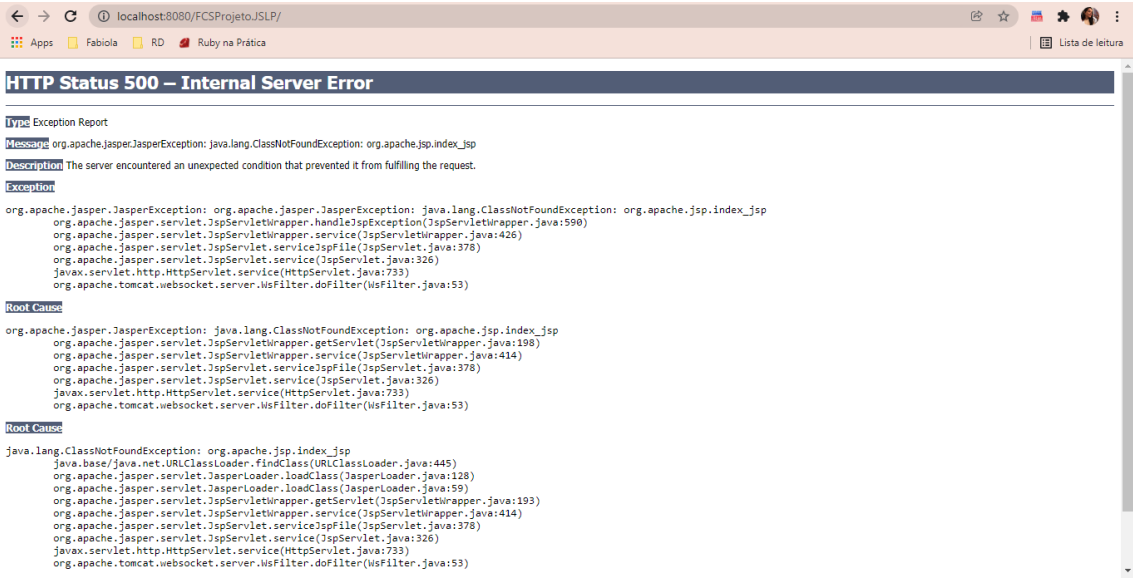 localhost:8080/FCSProjetoJSLP/
Apps Fabiola RD Ruby na Prática Lista de leitura
HTTP Status 500 – Internal Server Error
Type Exception Report
Message org.apache.jasper.JasperException: java.lang.ClassNotFoundException: org.apache.jsp.index_jsp
Description The server encountered an unexpected condition that prevented it from fulfilling the request.
Exception
org.apache.jasper.JasperException: org.apache.jasper.JasperException: java.lang.ClassNotFoundException: org.apache.jsp.index_jsp
org.apache.jasper.servlet.JspServletWrapper.handleJspException(JspServletWrapper.java:590)
org.apache.jasper.servlet.JspServletWrapper.service(JspServletWrapper.java:426)
org.apache.jasper.servlet.JspServlet.serviceJspFile(JspServlet.java:378)
org.apache.jasper.servlet.JspServlet.service(JspServlet.java:326)
javax.servlet.http.HttpServlet.service(HttpServlet.java:733)
org.apache.tomcat.websocket.server.WsFilter.doFilter(WsFilter.java:53)
Root Cause
org.apache.jasper.JasperException: java.lang.ClassNotFoundException: org.apache.jsp.index_jsp
org.apache.jasper.servlet.JspServletWrapper.getServlet(JspServletWrapper.java:198)
org.apache.jasper.servlet.JspServletWrapper.service(JspServletWrapper.java:414)
org.apache.jasper.servlet.JspServlet.serviceJspFile(JspServlet.java:378)
org.apache.jasper.servlet.JspServlet.service(JspServlet.java:326)
javax.servlet.http.HttpServlet.service(HttpServlet.java:733)
org.apache.tomcat.websocket.server.WsFilter.doFilter(WsFilter.java:53)
Root Cause
java.lang.ClassNotFoundException: org.apache.jsp.index_jsp
java.base/java.net.URLClassLoader.findClass(URLClassLoader.java:445)
org.apache.jasper.servlet.JasperLoader.loadClass(JasperLoader.java:128)
org.apache.jasper.servlet.JasperLoader.loadClass(JasperLoader.java:59)
org.apache.jasper.servlet.JspServletWrapper.getServlet(JspServletWrapper.java:193)
org.apache.jasper.servlet.JspServletWrapper.service(JspServletWrapper.java:414)
org.apache.jasper.servlet.JspServlet.serviceJspFile(JspServlet.java:378)
org.apache.jasper.servlet.JspServlet.service(JspServlet.java:326)
javax.servlet.http.HttpServlet.service(HttpServlet.java:733)
org.apache.tomcat.websocket.server.WsFilter.doFilter(WsFilter.java:53)